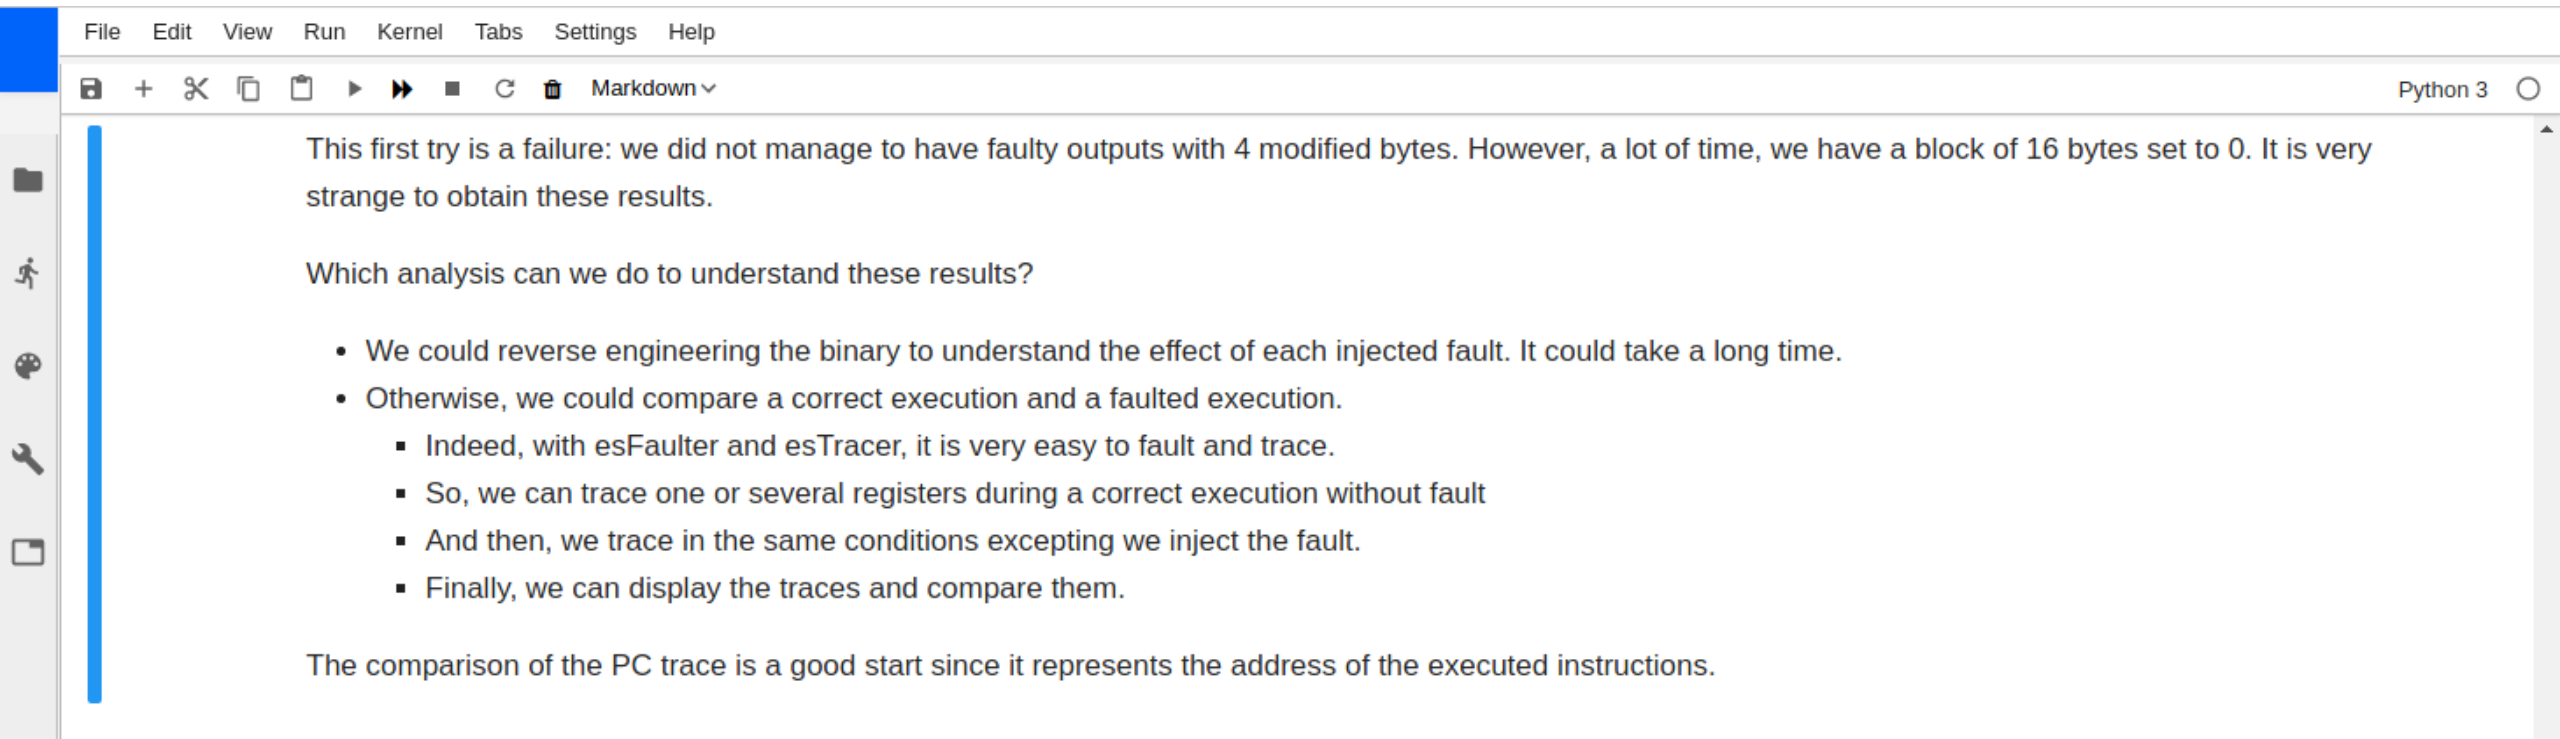 File Edit View Run Kernel Tabs Settings Help
Markdown
Python 3
This first try is a failure: we did not manage to have faulty outputs with 4 modified bytes. However, a lot of time, we have a block of 16 bytes set to 0. It is very
strange to obtain these results.
Which analysis can we do to understand these results?
• We could reverse engineering the binary to understand the effect of each injected fault. It could take a long time.
• Otherwise, we could compare a correct execution and a faulted execution.
▪ Indeed, with esFaulter and esTracer, it is very easy to fault and trace.
▪ So, we can trace one or several registers during a correct execution without fault
▪ And then, we trace in the same conditions excepting we inject the fault.
▪ Finally, we can display the traces and compare them.
The comparison of the PC trace is a good start since it represents the address of the executed instructions.